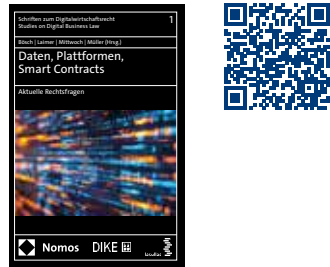 Schriften zum Digitalwirtschaftsrecht
Studies on Digital Business Law
1
Bösch | Laimer | Mittwoch | Müller (Hrsg.)
Daten, Plattformen,
Smart Contracts
Aktuelle Rechtsfragen
Nomos
DIKE
facultas